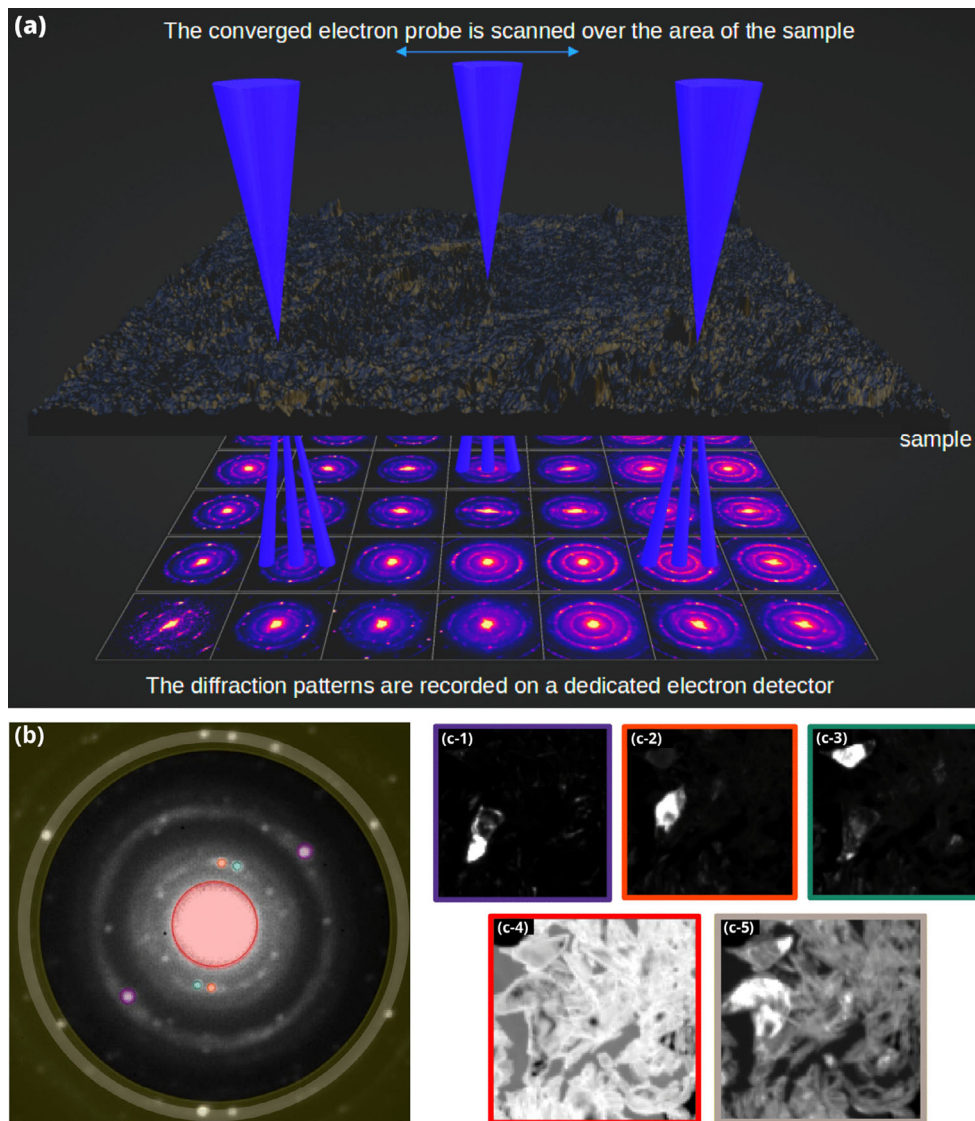 (a)
The converged electron probe is scanned over the area of the sample
sample
The diffraction patterns are recorded on a dedicated electron detector
(b)
(c-1)
(c-2)
(c-3)
(c-4)
(c-5)